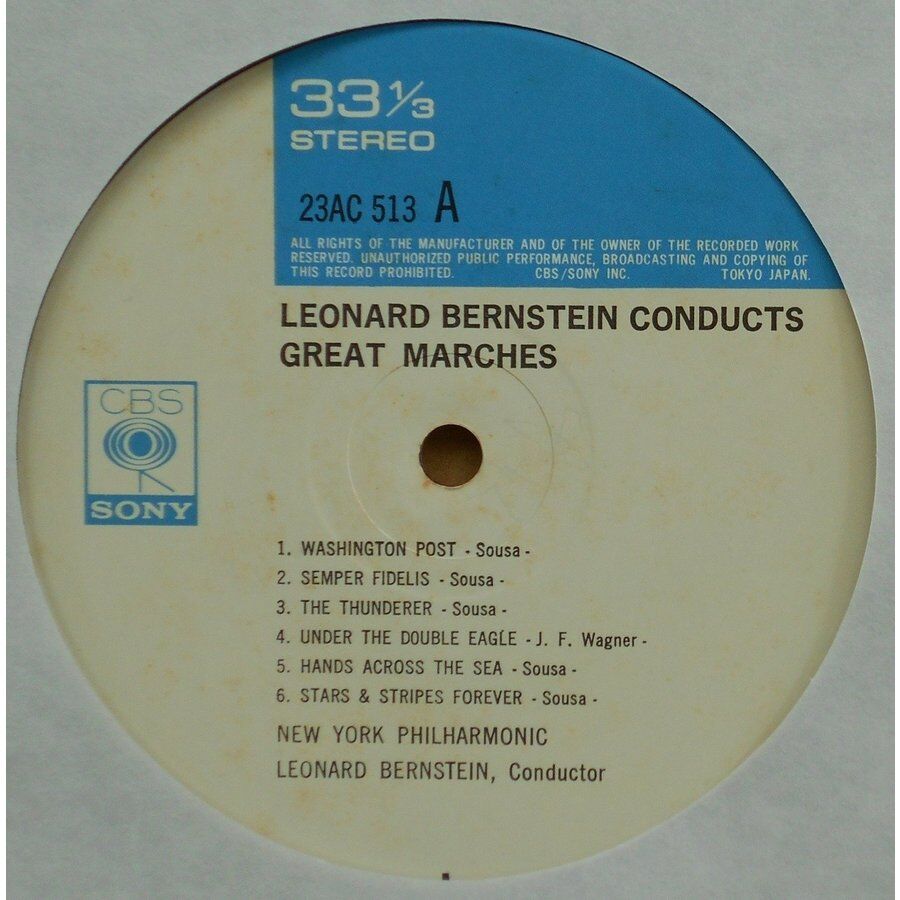 33 1/3
STEREO
23AC 513 A
ALL RIGHTS OF THE MANUFACTURER AND OF THE OWNER OF THE RECORDED WORK
RESERVED. UNAUTHORIZED PUBLIC PERFORMANCE, BROADCASTING AND COPYING OF
THIS RECORD PROHIBITED. CBS/SONY INC. TOKYO JAPAN.
LEONARD BERNSTEIN CONDUCTS
GREAT MARCHES
CBS
SONY
1. WASHINGTON POST - Sousa -
2. SEMPER FIDELIS - Sousa -
3. THE THUNDERER - Sousa -
4. UNDER THE DOUBLE EAGLE - J. F. Wagner -
5. HANDS ACROSS THE SEA - Sousa -
6. STARS & STRIPES FOREVER - Sousa -
NEW YORK PHILHARMONIC
LEONARD BERNSTEIN, Conductor